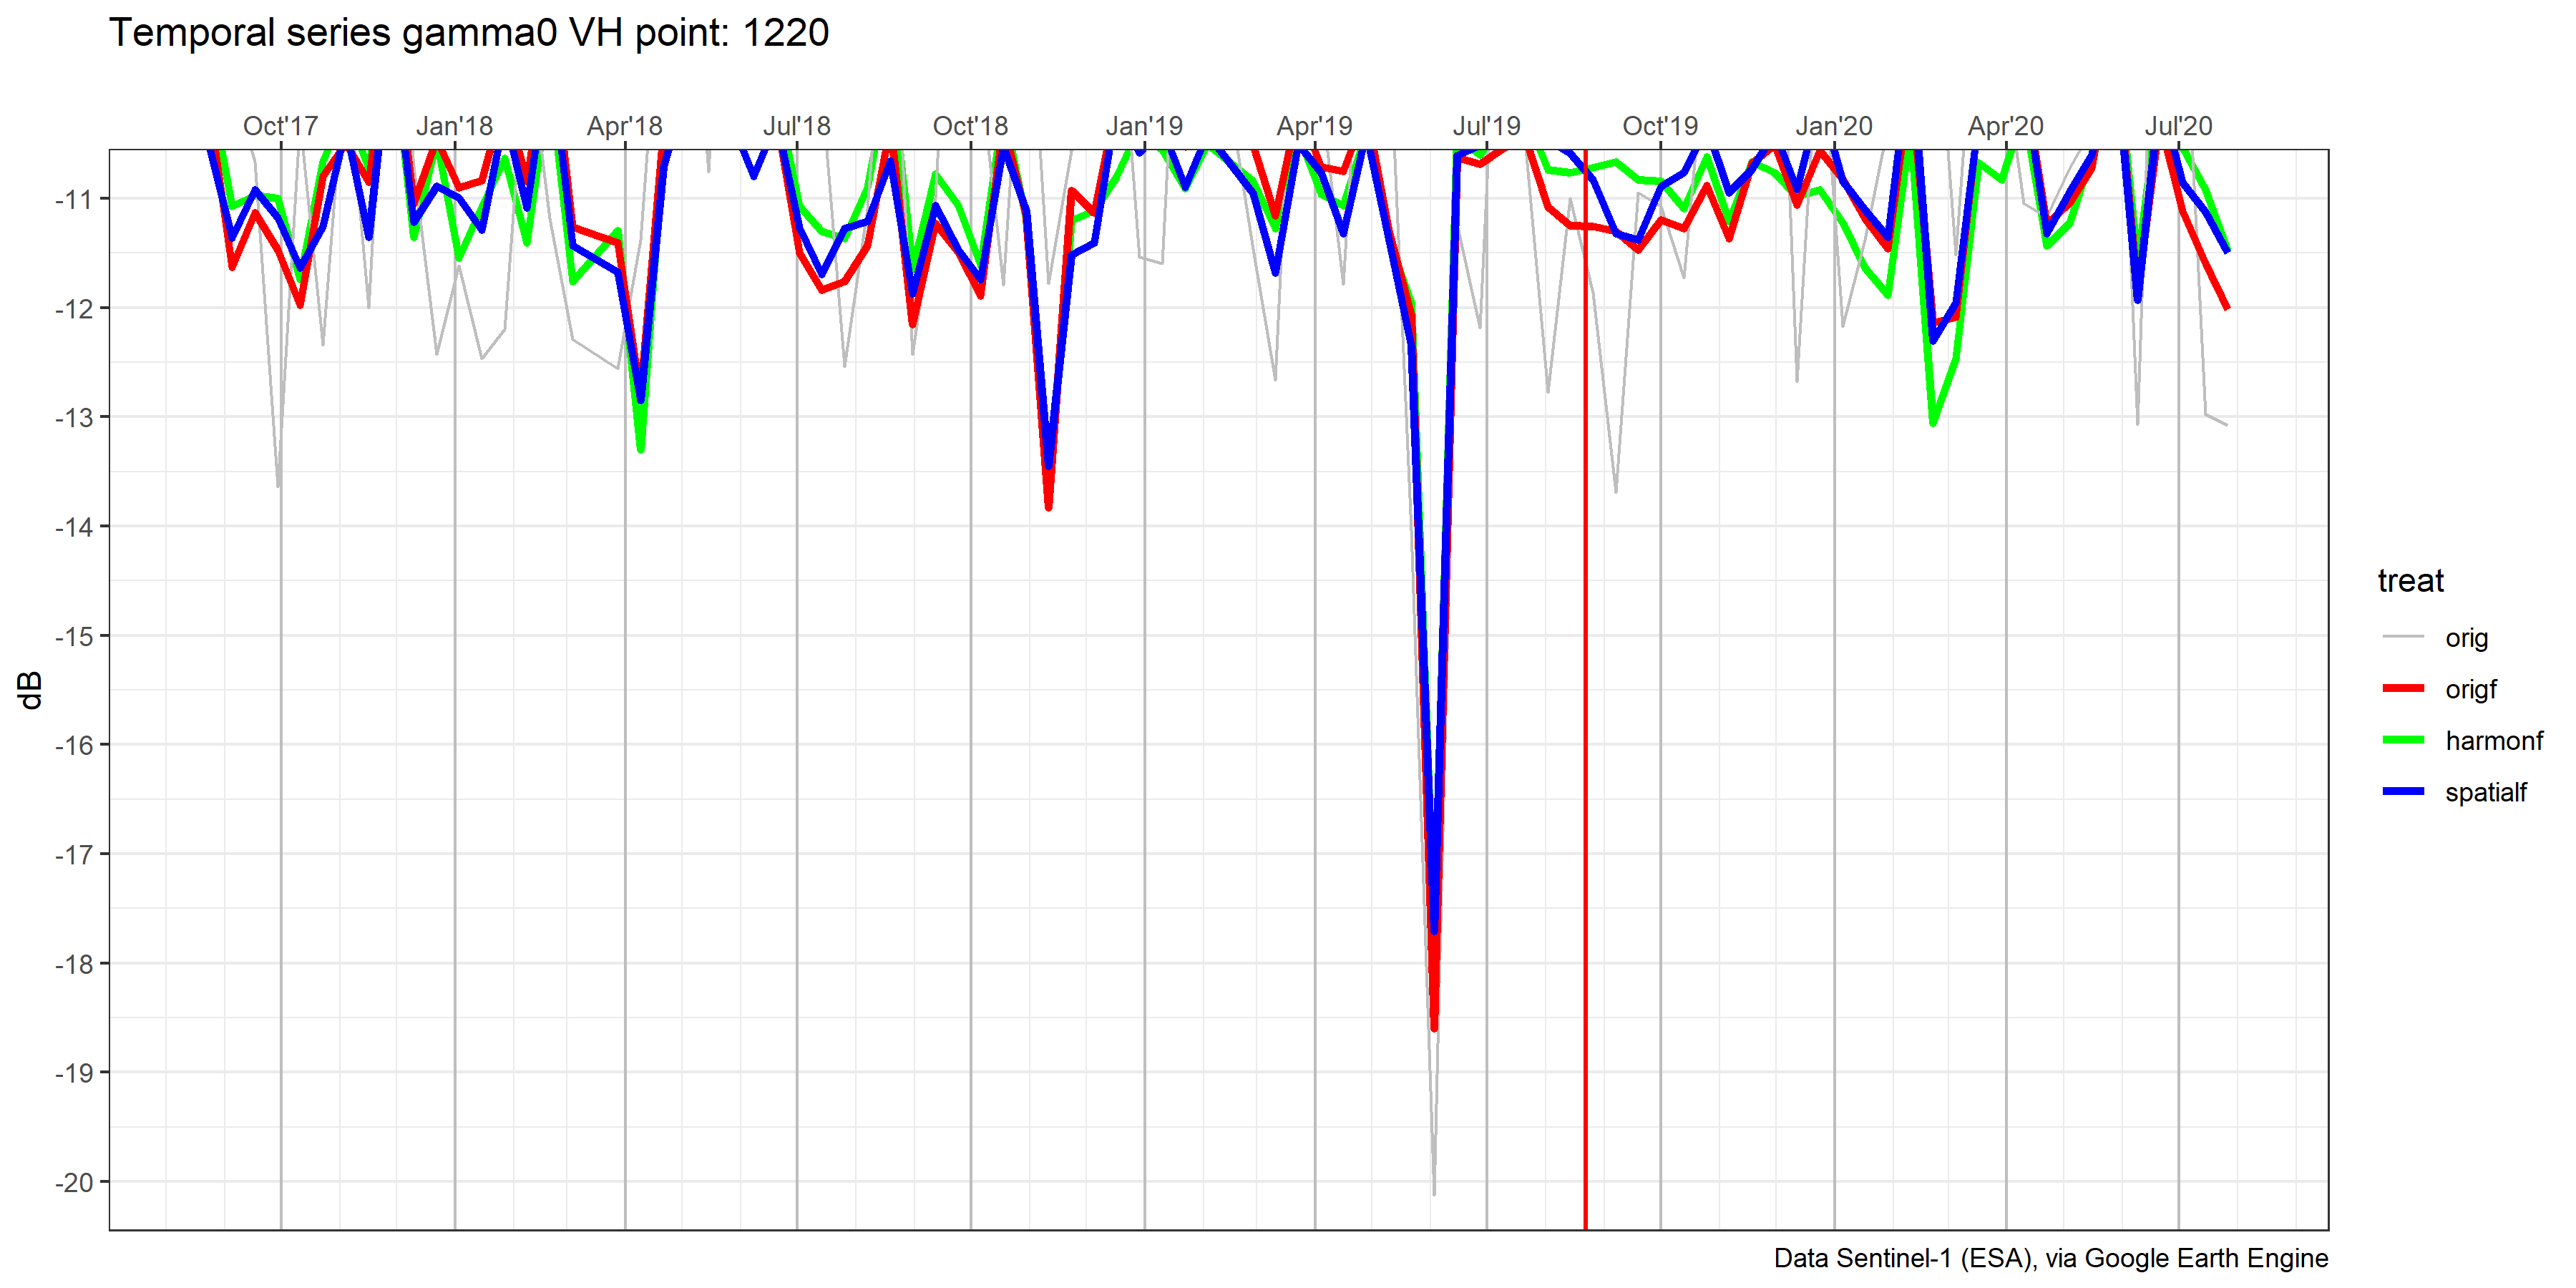 Temporal series gamma0 VH point: 1220
Oct'17 Jan'18 Apr'18 Jul'18 Oct'18 Jan'19 Apr'19 Jul'19 Oct'19 Jan'20 Apr'20 Jul'20
-11
-12
-13
-14
-15
-16
-17
-18
-19
-20
dB
treat
orig
origf
harmonf
spatialf
Data Sentinel-1 (ESA), via Google Earth Engine